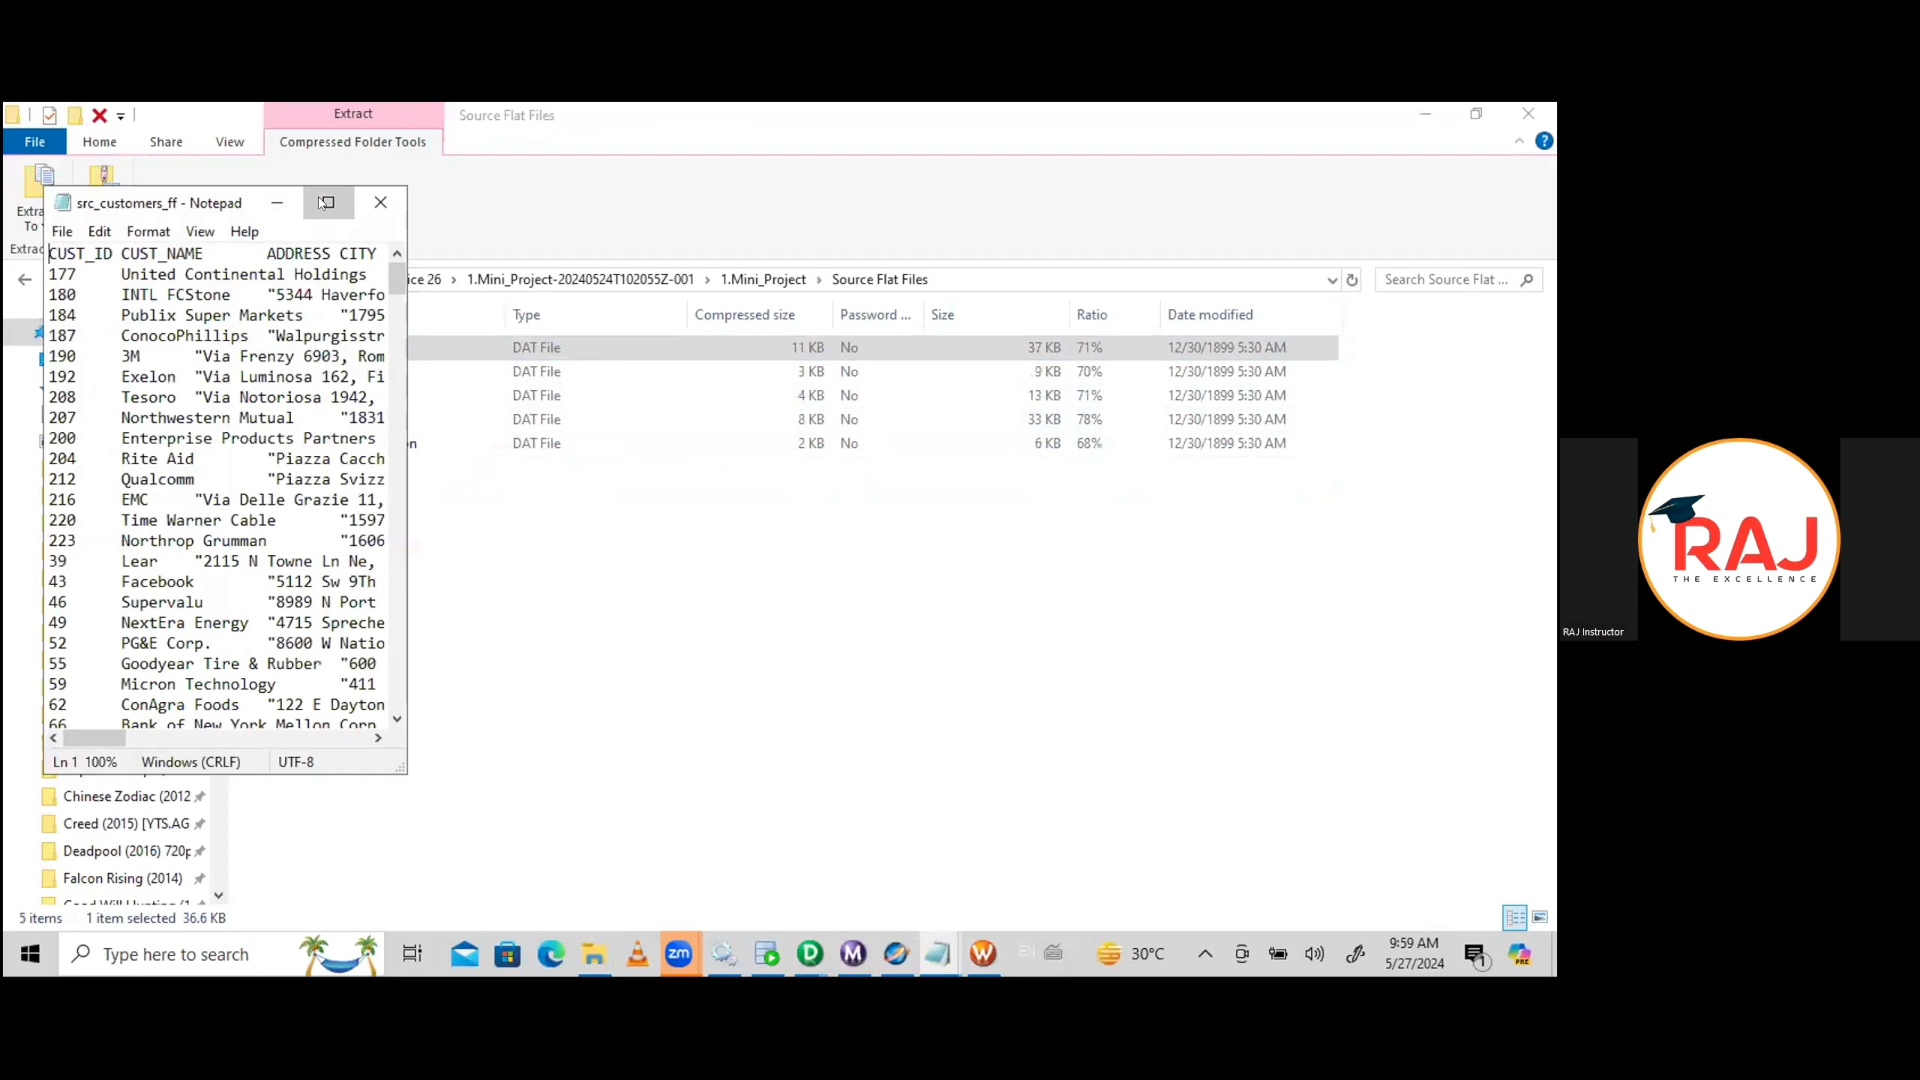 Extract
Source Flat Files
File
Home
Share
View
Compressed Folder Tools
To
src_customers_ff - Notepad
File Edit Format View Help
CUST_ID CUST_NAME ADDRESS CITY
177 United Continental Holdings
180 INTL FCStone "5344 Haverfo
184 Publix Super Markets "1795
187 ConocoPhillips "Walpurgisstr
190 3M "Via Frenzy 6903, Rom
192 Exelon "Via Luminosa 162, Fi
208 Tesoro "Via Notoriosa 1942,
207 Northwestern Mutual "1831
200 Enterprise Products Partners
204 Rite Aid "Piazza Cacch
212 Qualcomm "Piazza Svizz
216 EMC "Via Delle Grazie 11,
220 Time Warner Cable "1597
223 Northrop Grumman "1606
39 Lear "2115 N Towne Ln Ne,
43 Facebook "5112 Sw 9Th
46 Supervalu "8989 N Port
49 NextEra Energy "4715 Spreche
52 PG&E Corp. "8600 W Natio
55 Goodyear Tire & Rubber "600
59 Micron Technology "411
62 ConAgra Foods "122 E Dayton
66 Bank of New York Mellon Corp
Ln 1 100% Windows (CRLF) UTF-8
ice 26 › 1.Mini_Project-20240524T102055Z-001 › 1.Mini_Project › Source Flat Files
Search Source Flat ...
Type Compressed size Password ... Size Ratio Date modified
DAT File 11 KB No 37 KB 71% 12/30/1899 5:30 AM
DAT File 3 KB No 9 KB 70% 12/30/1899 5:30 AM
DAT File 4 KB No 13 KB 71% 12/30/1899 5:30 AM
DAT File 8 KB No 33 KB 78% 12/30/1899 5:30 AM
DAT File 2 KB No 6 KB 68% 12/30/1899 5:30 AM
Chinese Zodiac (2012
Creed (2015) [YTS.AG
Deadpool (2016) 720p
Falcon Rising (2014)
5 items 1 item selected 36.6 KB
Type here to search
zm
30°C
9:59 AM
5/27/2024
RAJ
THE EXCELLENCE
RAJ Instructor